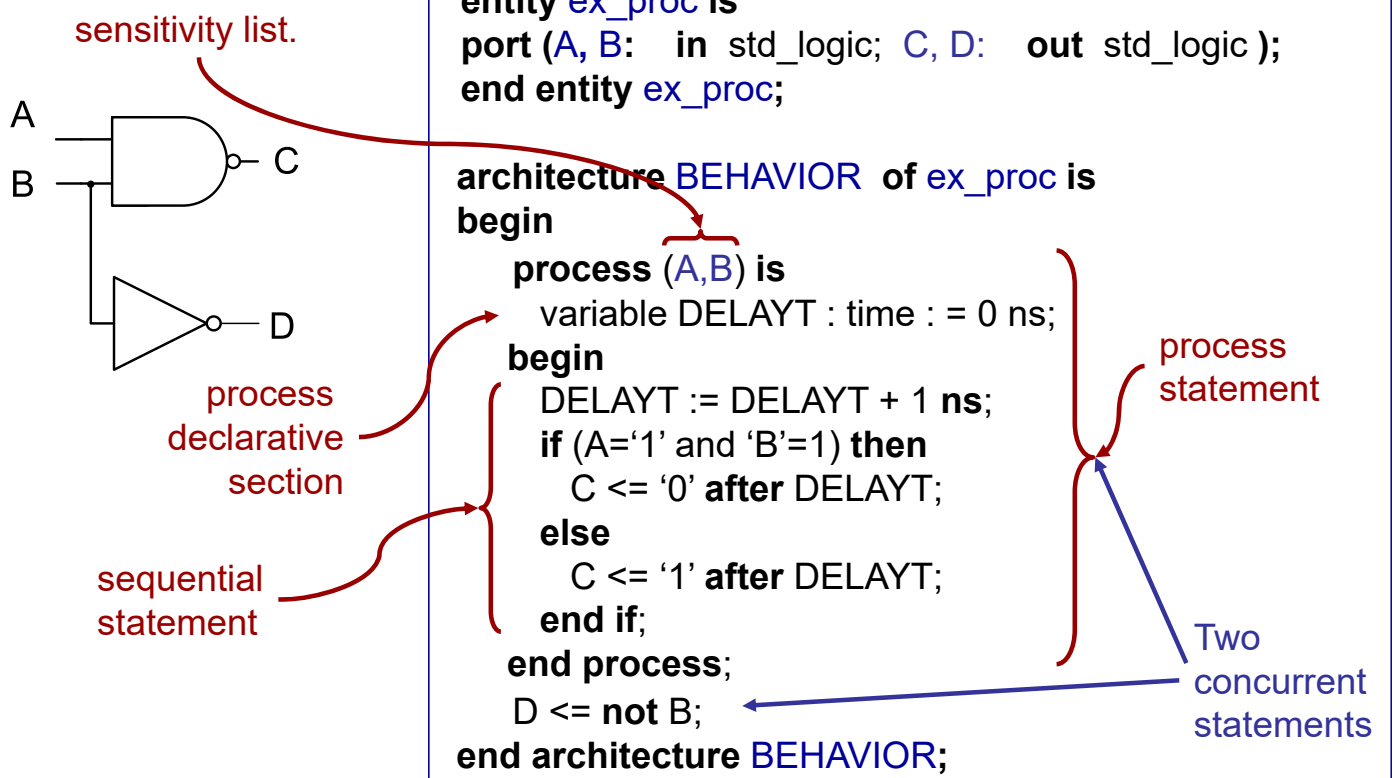 sensitivity list.
A
B
C
D
process
declarative
section
sequential
statement
entity ex_proc is
port (A, B: in std_logic; C, D: out std_logic );
end entity ex_proc;
architecture BEHAVIOR of ex_proc is
begin
process (A,B) is
variable DELAYT : time : = 0 ns;
begin
DELAYT := DELAYT + 1 ns;
if (A=‘1’ and ‘B’=1) then
C <= ‘0’ after DELAYT;
else
C <= ‘1’ after DELAYT;
end if;
end process;
D <= not B;
end architecture BEHAVIOR;
process
statement
Two
concurrent
statements